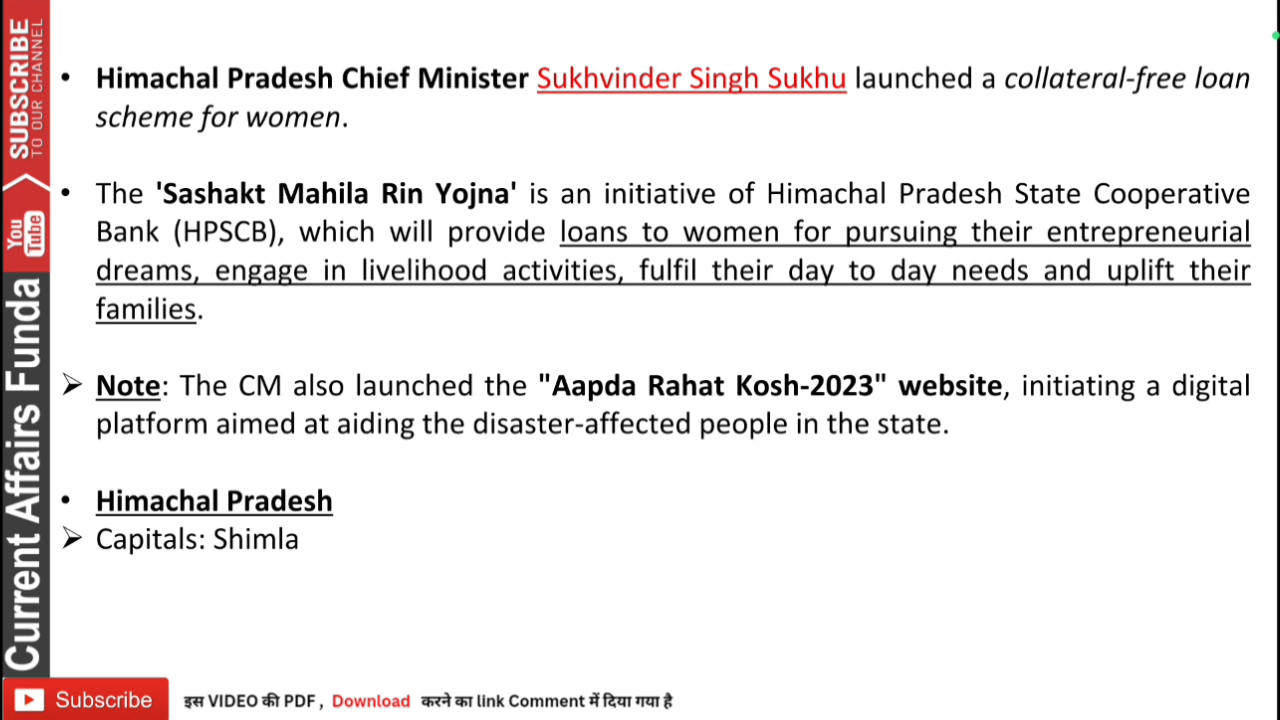 • Himachal Pradesh Chief Minister Sukhvinder Singh Sukhu launched a collateral-free loan
scheme for women.
• The 'Sashakt Mahila Rin Yojna' is an initiative of Himachal Pradesh State Cooperative
Bank (HPSCB), which will provide loans to women for pursuing their entrepreneurial
dreams, engage in livelihood activities, fulfil their day to day needs and uplift their
families.
➢ Note: The CM also launched the "Aapda Rahat Kosh-2023" website, initiating a digital
platform aimed at aiding the disaster-affected people in the state.
• Himachal Pradesh
➢ Capitals: Shimla
SUBSCRIBE
TO OUR CHANNEL
You
Tube
Current Affairs Funda
Subscribe
इस VIDEO की PDF , Download करने का link Comment में दिया गया है